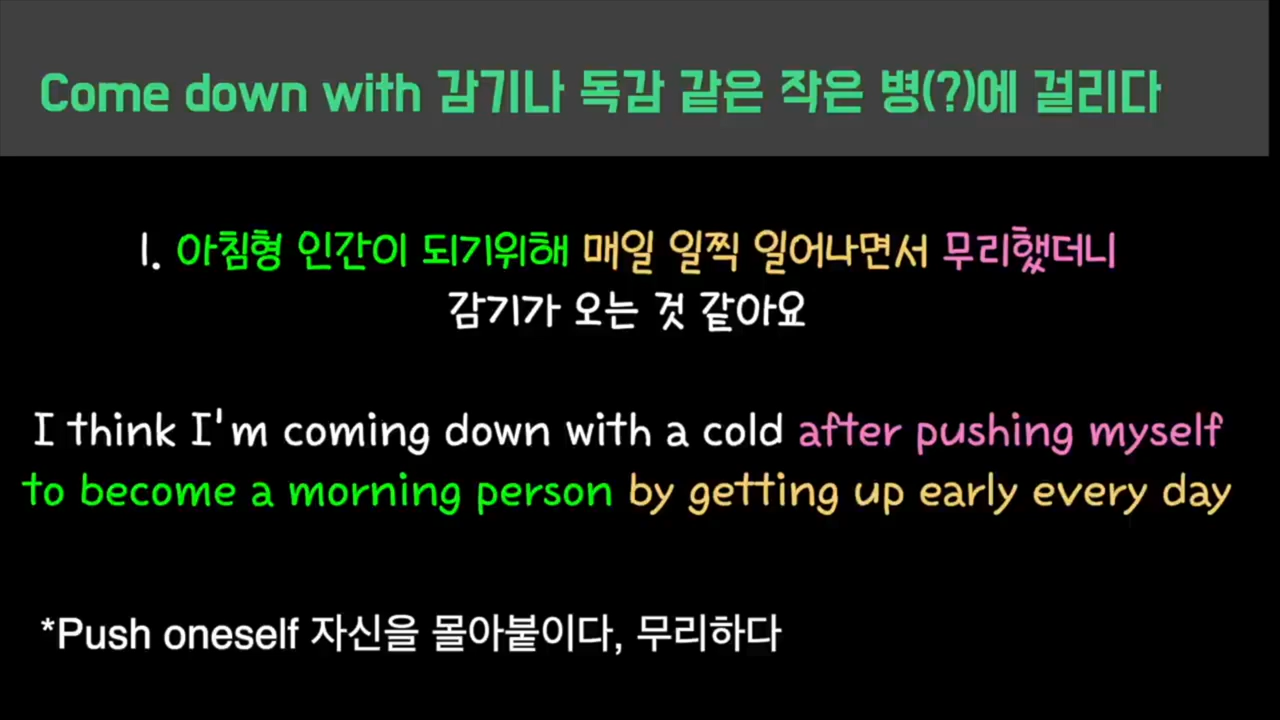 Come down with 감기나 독감 같은 작은 병(?)에 걸리다
1. 아침형 인간이 되기위해 매일 일찍 일어나면서 무리했더니
감기가 오는 것 같아요
I think I'm coming down with a cold after pushing myself
to become a morning person by getting up early every day
*Push oneself 자신을 몰아붙이다, 무리하다